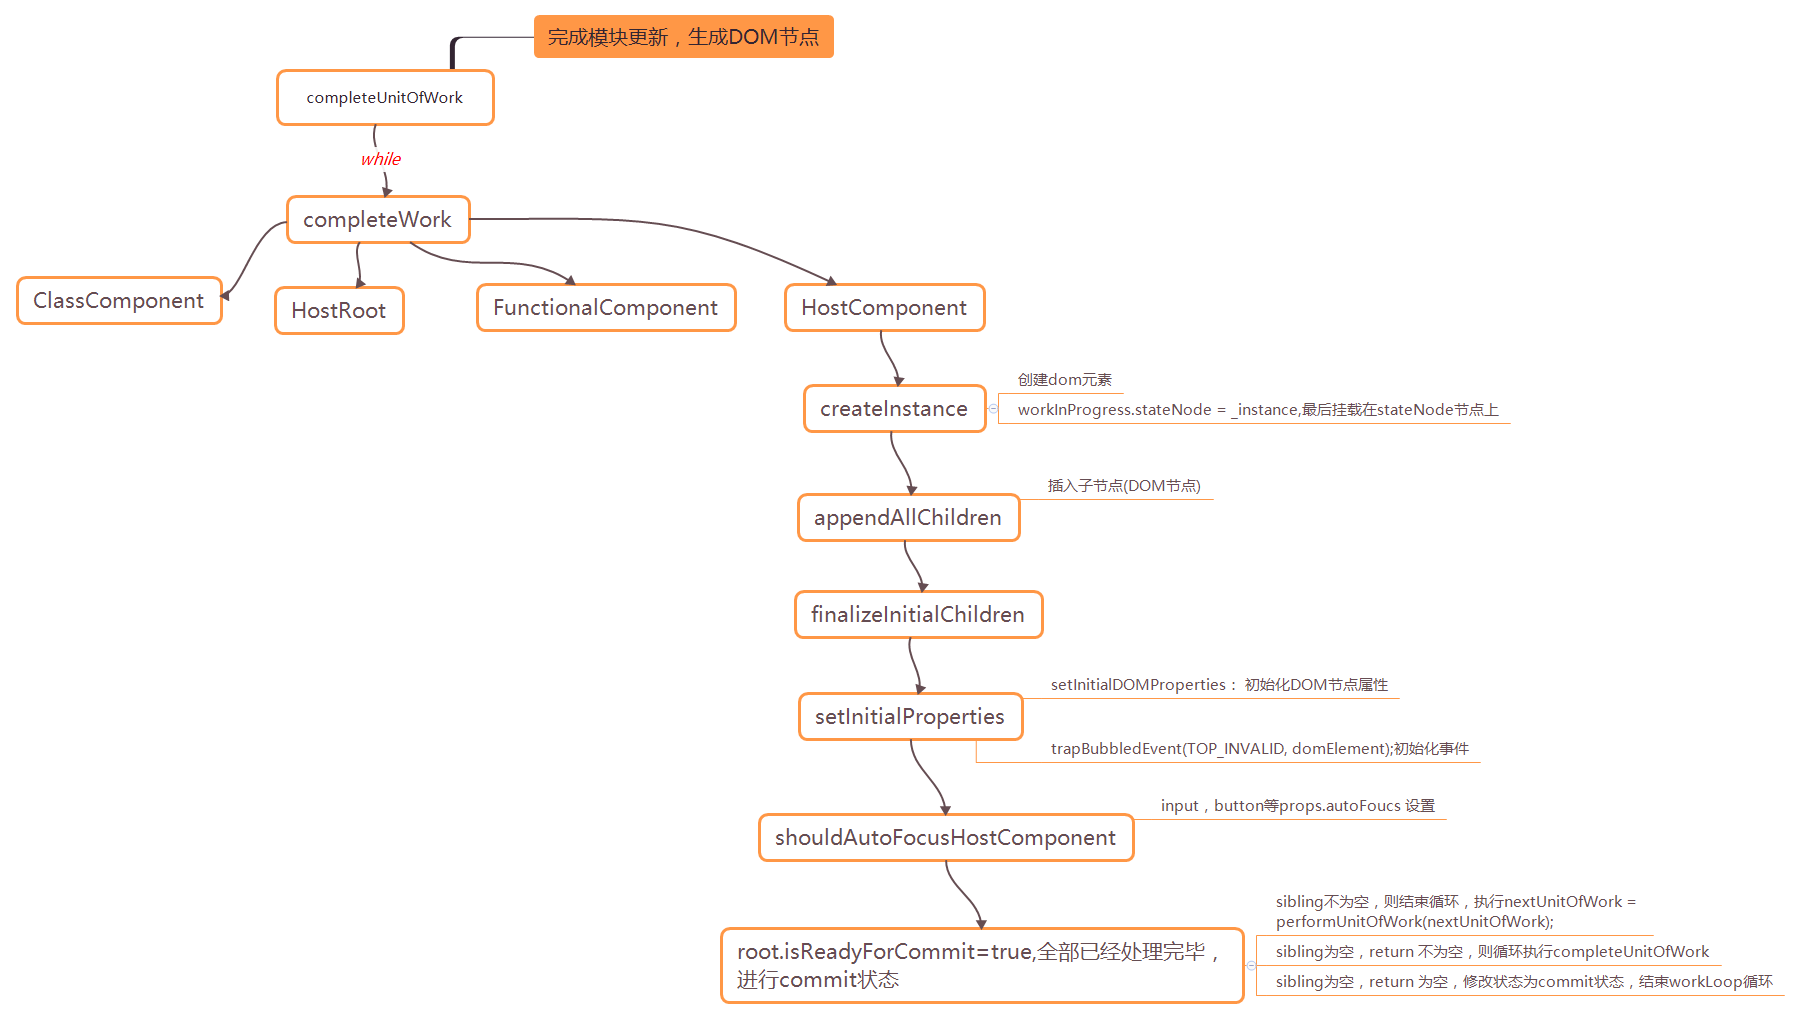 完成模块更新，生成DOM节点
completeUnitOfWork
while
completeWork
ClassComponent
HostRoot
FunctionalComponent
HostComponent
创建dom元素
createInstance
workInProgress.stateNode = _instance,最后挂载在stateNode节点上
插入子节点(DOM节点)
appendAllChildren
finalizeInitialChildren
setInitialDOMProperties： 初始化DOM节点属性
setInitialProperties
trapBubbledEvent(TOP_INVALID, domElement);初始化事件
input，button等props.autoFoucs 设置
shouldAutoFocusHostComponent
sibling不为空，则结束循环，执行nextUnitOfWork =
performUnitOfWork(nextUnitOfWork);
root.isReadyForCommit=true,全部已经处理完毕，
进行commit状态
sibling为空，return 不为空，则循环执行completeUnitOfWork
sibling为空，return 为空，修改状态为commit状态，结束workLoop循环